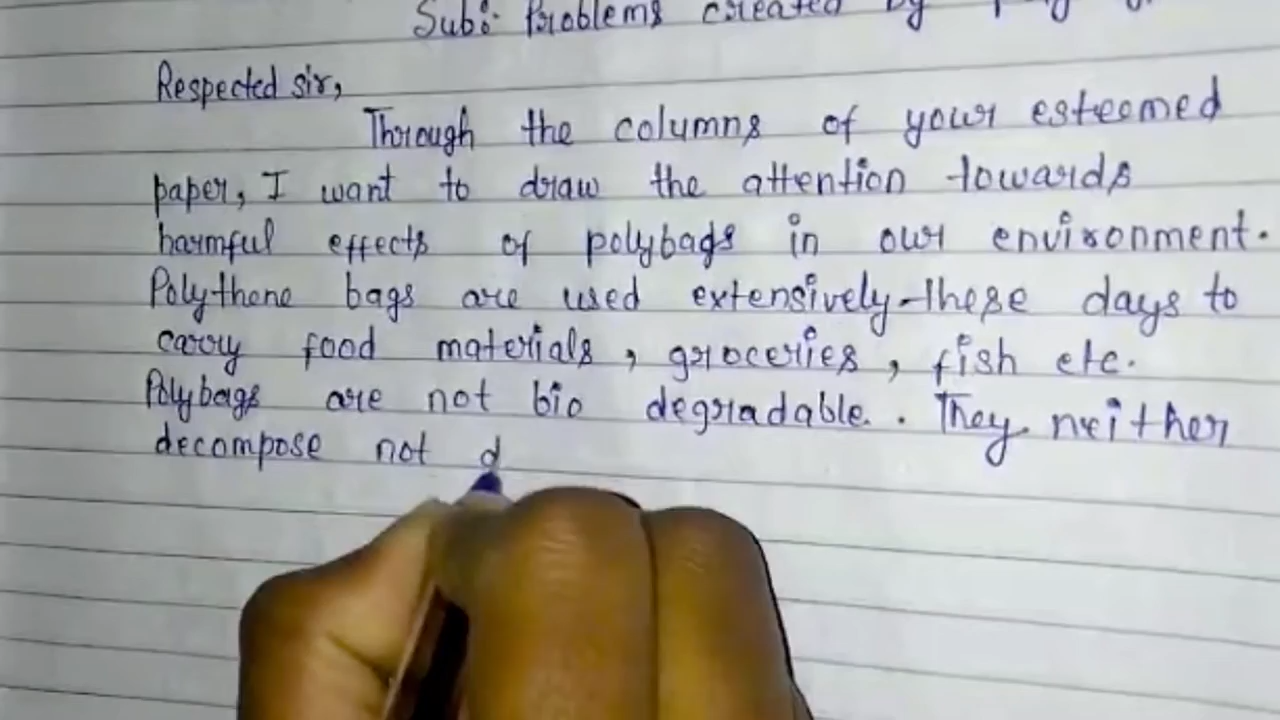 Sub:- Problems created by
Respected sir,
Through the columns of your esteemed
paper, I want to draw the attention towards
harmful effects of polybags in our environment.
Polythene bags are used extensively these days to
carry food materials, groceries, fish etc.
Polybags are not bio degradable. . They neither
decompose not d